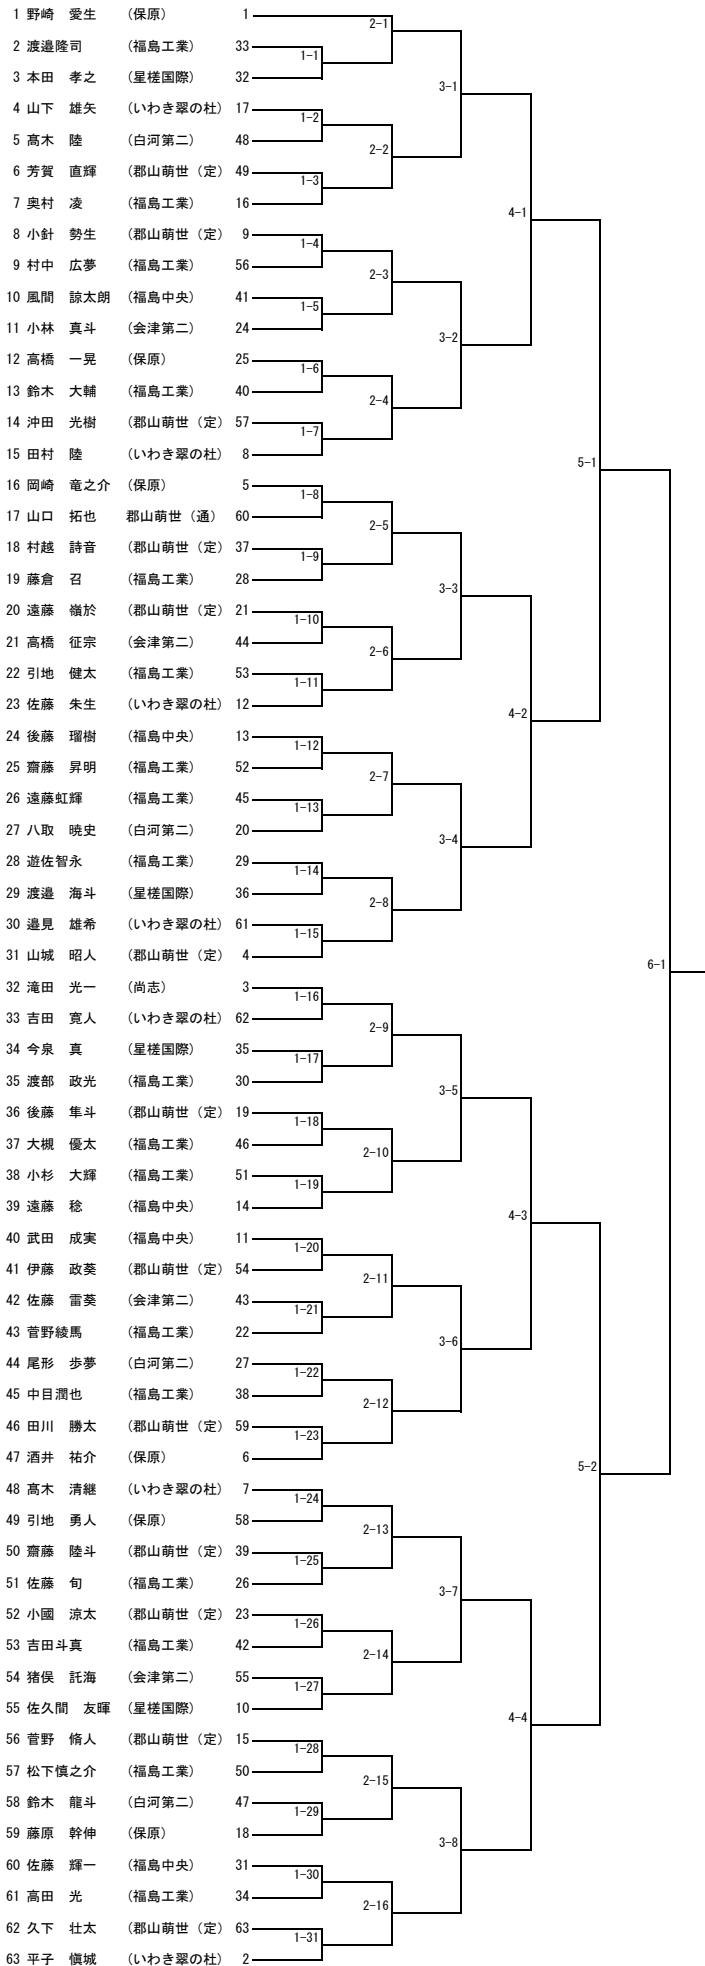 1 野崎　愛生 (保原) 1
2-1
2 渡邉隆司 (福島工業) 33
1-1
3 本田　孝之 (星槎国際) 32
3-1
4 山下　雄矢 (いわき翠の杜) 17
1-2
5 髙木　陸 (白河第二) 48
2-2
6 芳賀　直輝 (郡山萌世（定) 49
1-3
7 奥村　凌 (福島工業) 16
4-1
8 小針　勢生 (郡山萌世（定) 9
1-4
9 村中　広夢 (福島工業) 56
2-3
10 風間　諒太朗 (福島中央) 41
1-5
11 小林　真斗 (会津第二) 24
3-2
12 高橋　一晃 (保原) 25
1-6
13 鈴木　大輔 (福島工業) 40
2-4
14 沖田　光樹 (郡山萌世（定) 57
1-7
15 田村　陸 (いわき翠の杜) 8
5-1
16 岡崎　竜之介 (保原) 5
1-8
17 山口　拓也 郡山萌世（通) 60
2-5
18 村越　詩音 (郡山萌世（定) 37
1-9
19 藤倉　召 (福島工業) 28
3-3
20 遠藤　嶺於 (郡山萌世（定) 21
1-10
21 高橋　征宗 (会津第二) 44
2-6
22 引地　健太 (福島工業) 53
1-11
23 佐藤　朱生 (いわき翠の杜) 12
4-2
24 後藤　瑠樹 (福島中央) 13
1-12
25 齋藤　昇明 (福島工業) 52
2-7
26 遠藤虹輝 (福島工業) 45
1-13
27 八取　暁史 (白河第二) 20
3-4
28 遊佐智永 (福島工業) 29
1-14
29 渡邉　海斗 (星槎国際) 36
2-8
30 邉見　雄希 (いわき翠の杜) 61
1-15
31 山城　昭人 (郡山萌世（定) 4
6-1
32 滝田　光一 (尚志) 3
1-16
33 吉田　寛人 (いわき翠の杜) 62
2-9
34 今泉　真 (星槎国際) 35
1-17
35 渡部　政光 (福島工業) 30
3-5
36 後藤　隼斗 (郡山萌世（定) 19
1-18
37 大槻　優太 (福島工業) 46
2-10
38 小杉　大輝 (福島工業) 51
1-19
39 遠藤　稔 (福島中央) 14
4-3
40 武田　成実 (福島中央) 11
1-20
41 伊藤　政葵 (郡山萌世（定) 54
2-11
42 佐藤　雷葵 (会津第二) 43
1-21
43 菅野綾馬 (福島工業) 22
3-6
44 尾形　歩夢 (白河第二) 27
1-22
45 中目潤也 (福島工業) 38
2-12
46 田川　勝太 (郡山萌世（定) 59
1-23
47 酒井　祐介 (保原) 6
5-2
48 髙木　清継 (いわき翠の杜) 7
1-24
49 引地　勇人 (保原) 58
2-13
50 齋藤　陸斗 (郡山萌世（定) 39
1-25
51 佐藤　旬 (福島工業) 26
3-7
52 小國　涼太 (郡山萌世（定) 23
1-26
53 吉田斗真 (福島工業) 42
2-14
54 猪俣　託海 (会津第二) 55
1-27
55 佐久間　友暉 (星槎国際) 10
4-4
56 菅野　脩人 (郡山萌世（定) 15
1-28
57 松下慎之介 (福島工業) 50
2-15
58 鈴木　龍斗 (白河第二) 47
1-29
59 藤原　幹伸 (保原) 18
3-8
60 佐藤　輝一 (福島中央) 31
1-30
61 高田　光 (福島工業) 34
2-16
62 久下　壮太 (郡山萌世（定) 63
1-31
63 平子　愼城 (いわき翠の杜) 2